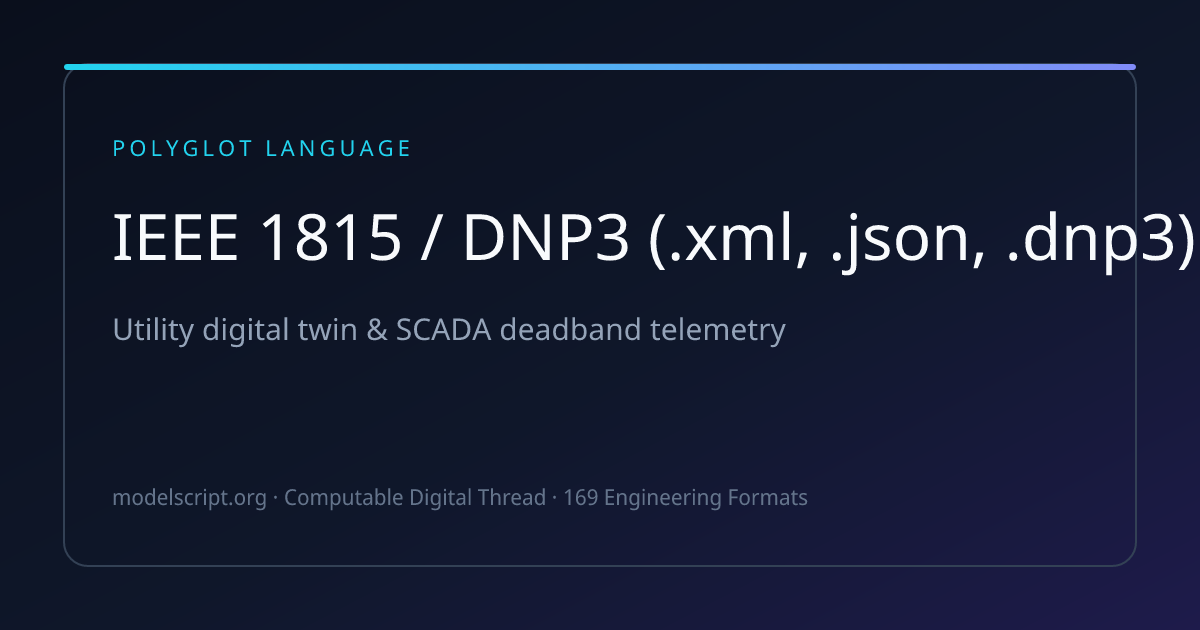 POLYGLOT LANGUAGE
IEEE 1815 / DNP3 (.xml, .json, .dnp3)
Utility digital twin & SCADA deadband telemetry
modelscript.org · Computable Digital Thread · 169 Engineering Formats